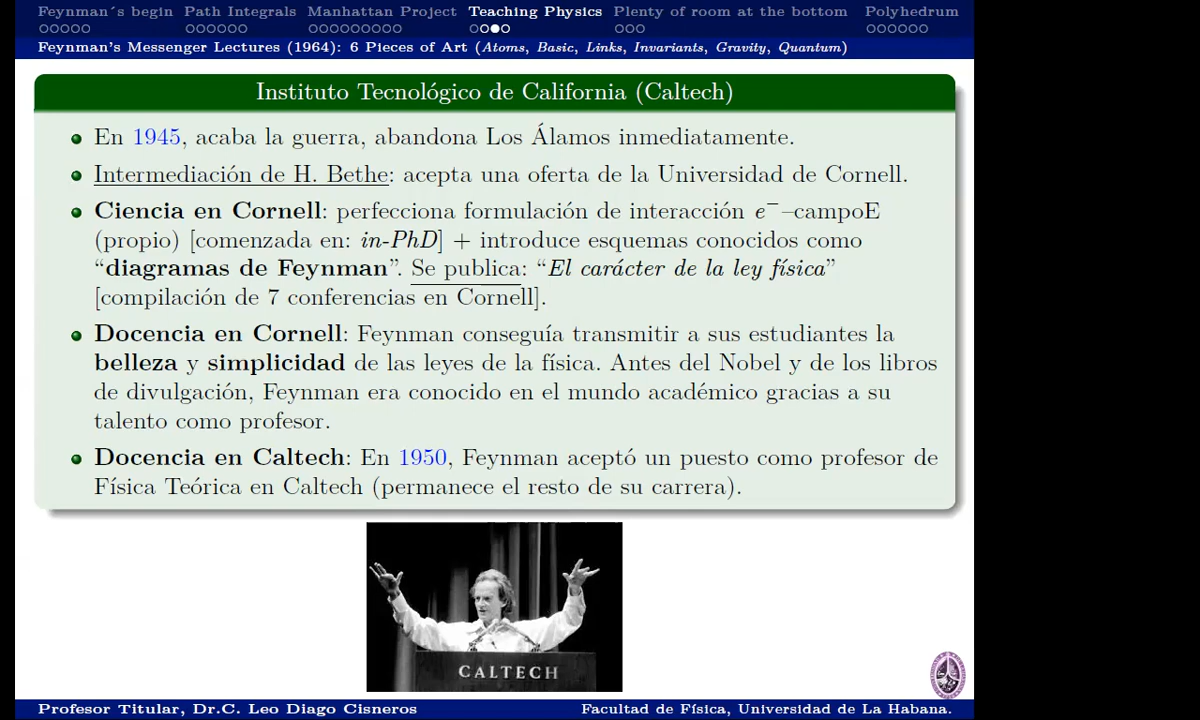 Feynman´s begin Path Integrals Manhattan Project Teaching Physics Plenty of room at the bottom Polyhedrum
Feynman's Messenger Lectures (1964): 6 Pieces of Art (Atoms, Basic, Links, Invariants, Gravity, Quantum)
Instituto Tecnológico de California (Caltech)
En 1945, acaba la guerra, abandona Los Álamos inmediatamente.
Intermediación de H. Bethe: acepta una oferta de la Universidad de Cornell.
Ciencia en Cornell: perfecciona formulación de interacción e⁻–campoE
(propio) [comenzada en: in-PhD] + introduce esquemas conocidos como
“diagramas de Feynman”. Se publica: “El carácter de la ley física”
[compilación de 7 conferencias en Cornell].
Docencia en Cornell: Feynman conseguía transmitir a sus estudiantes la
belleza y simplicidad de las leyes de la física. Antes del Nobel y de los libros
de divulgación, Feynman era conocido en el mundo académico gracias a su
talento como profesor.
Docencia en Caltech: En 1950, Feynman aceptó un puesto como profesor de
Física Teórica en Caltech (permanece el resto de su carrera).
CALTECH
Profesor Titular, Dr.C. Leo Diago Cisneros Facultad de Física, Universidad de La Habana.